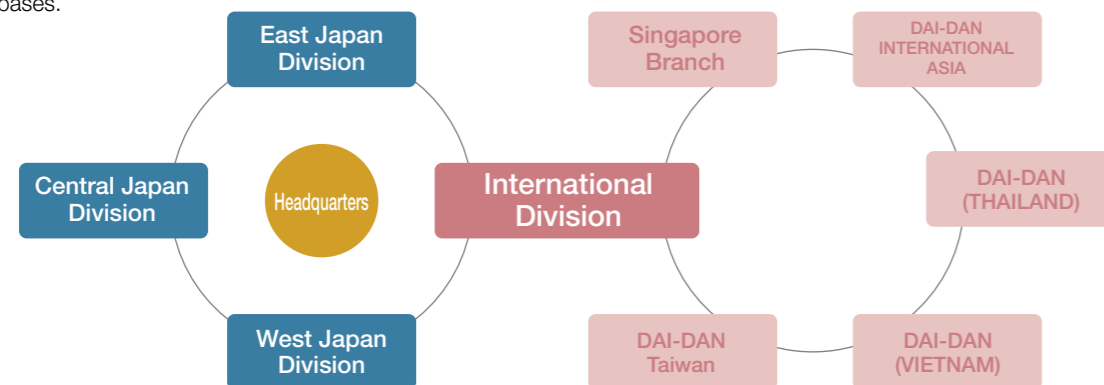 bases.
East Japan
Division
Singapore
Branch
DAI-DAN
INTERNATIONAL
ASIA
Central Japan
Division
Headquarters
International
Division
DAI-DAN
(THAILAND)
West Japan
Division
DAI-DAN
Taiwan
DAI-DAN
(VIETNAM)